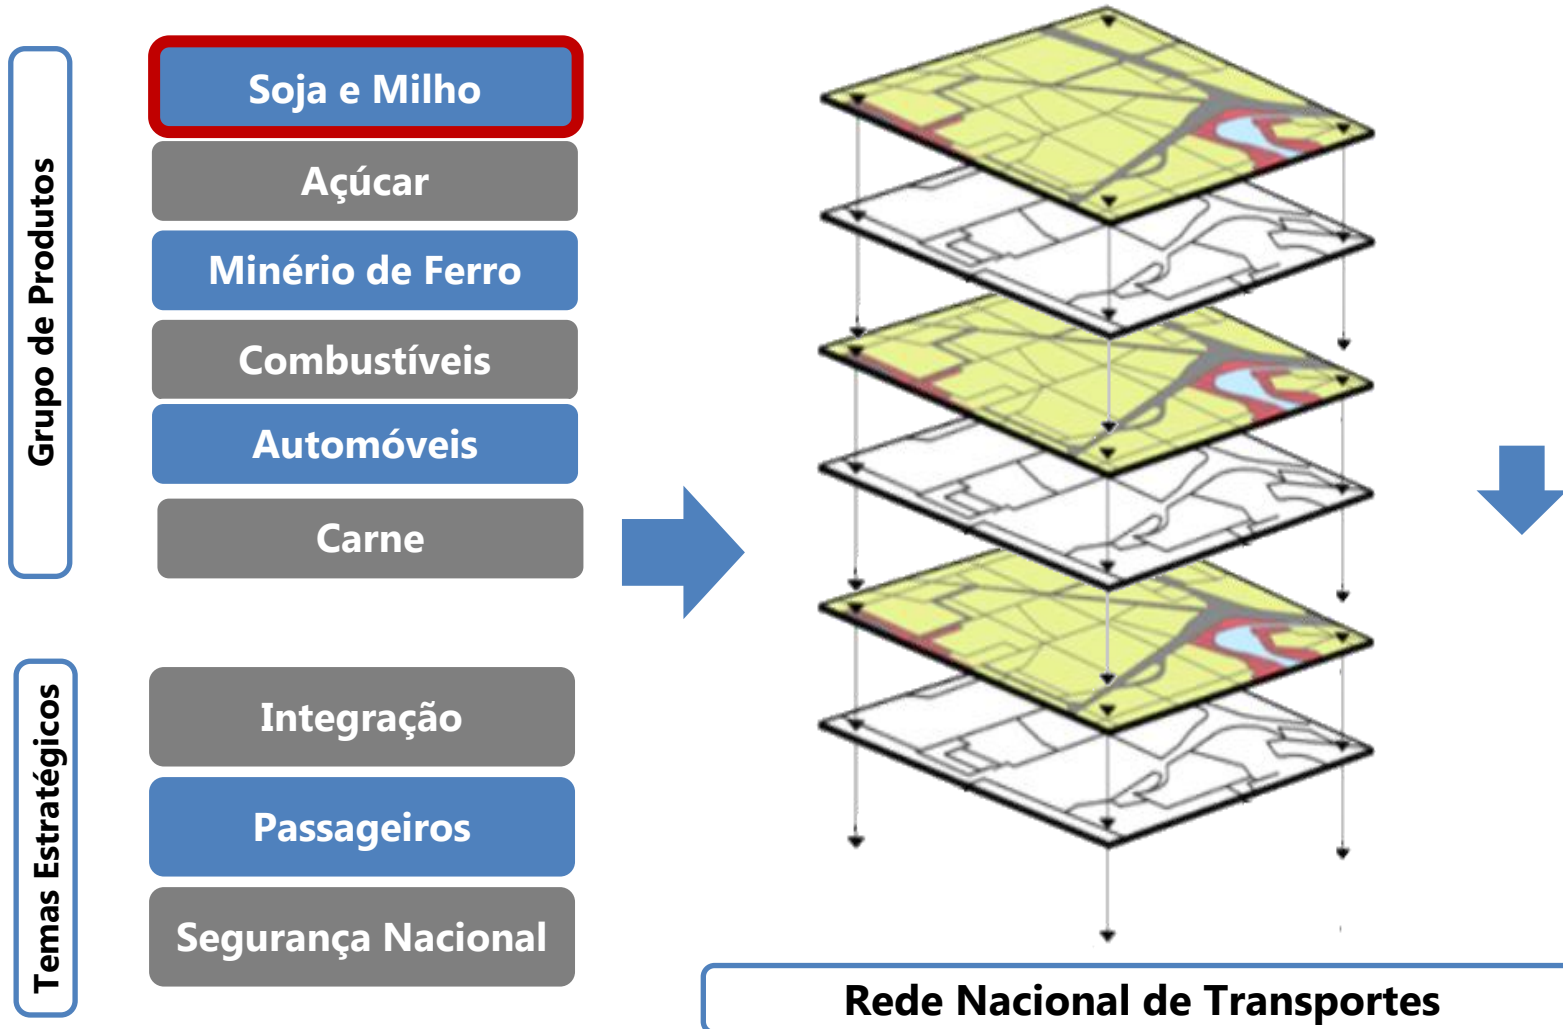 Grupo de Produtos
Soja e Milho
Açúcar
Minério de Ferro
Combustíveis
Automóveis
Carne
Temas Estratégicos
Integração
Passageiros
Segurança Nacional
Rede Nacional de Transportes